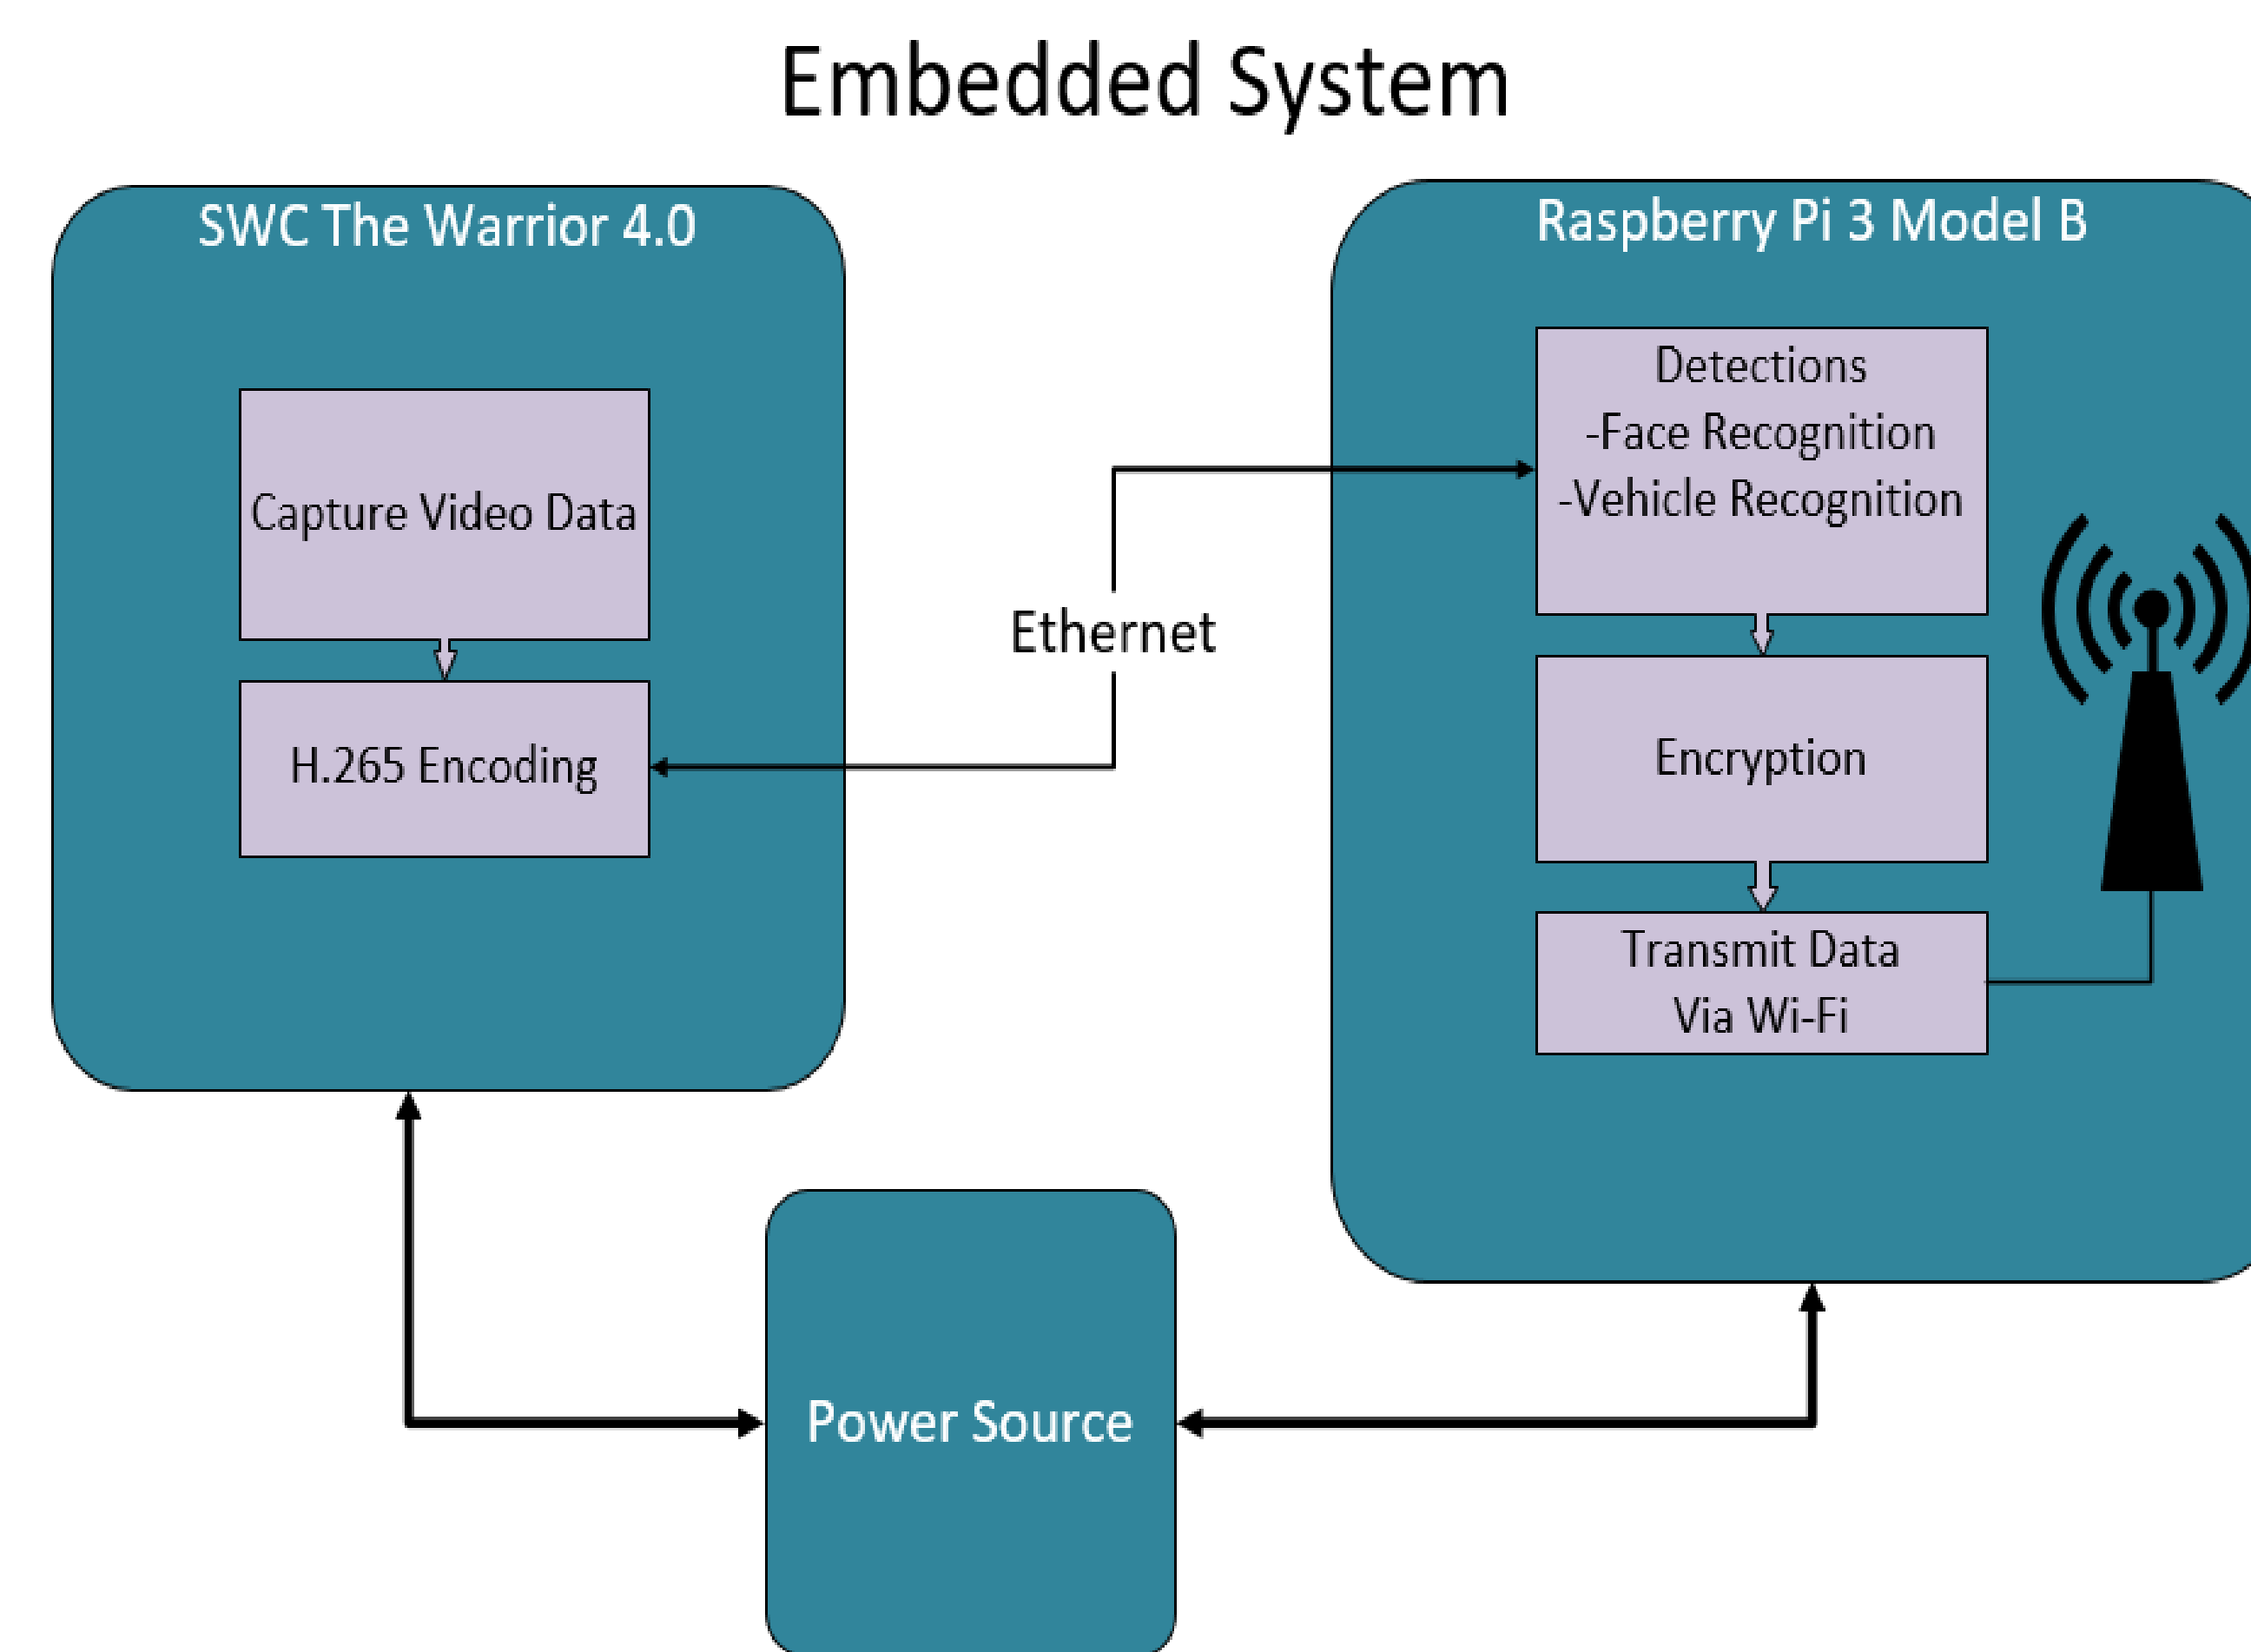 Embedded System
SWC The Warrior 4.0
Capture Video Data
H.265 Encoding
Ethernet
Raspberry Pi 3 Model B
Detections
-Face Recognition
-Vehicle Recognition
Encryption
Transmit Data
Via Wi-Fi
Power Source